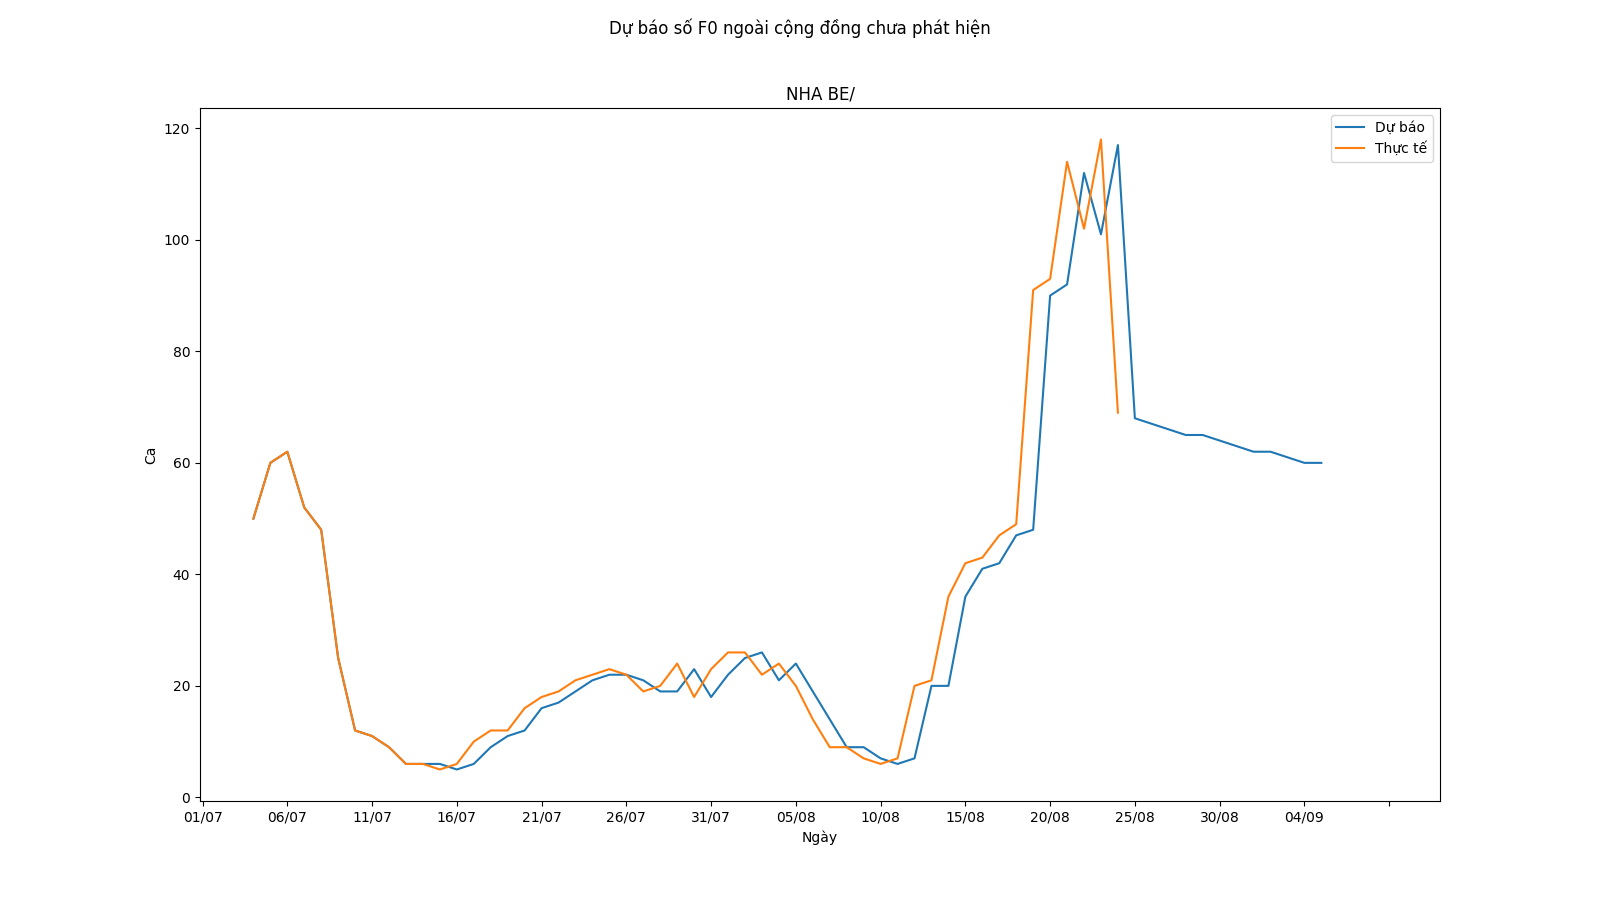 Dự báo số F0 ngoài cộng đồng chưa phát hiện
NHA BE/
Dự báo
Thực tế
120
100
80
60
40
20
0
Ca
01/07 06/07 11/07 16/07 21/07 26/07 31/07 05/08 10/08 15/08 20/08 25/08 30/08 04/09
Ngày